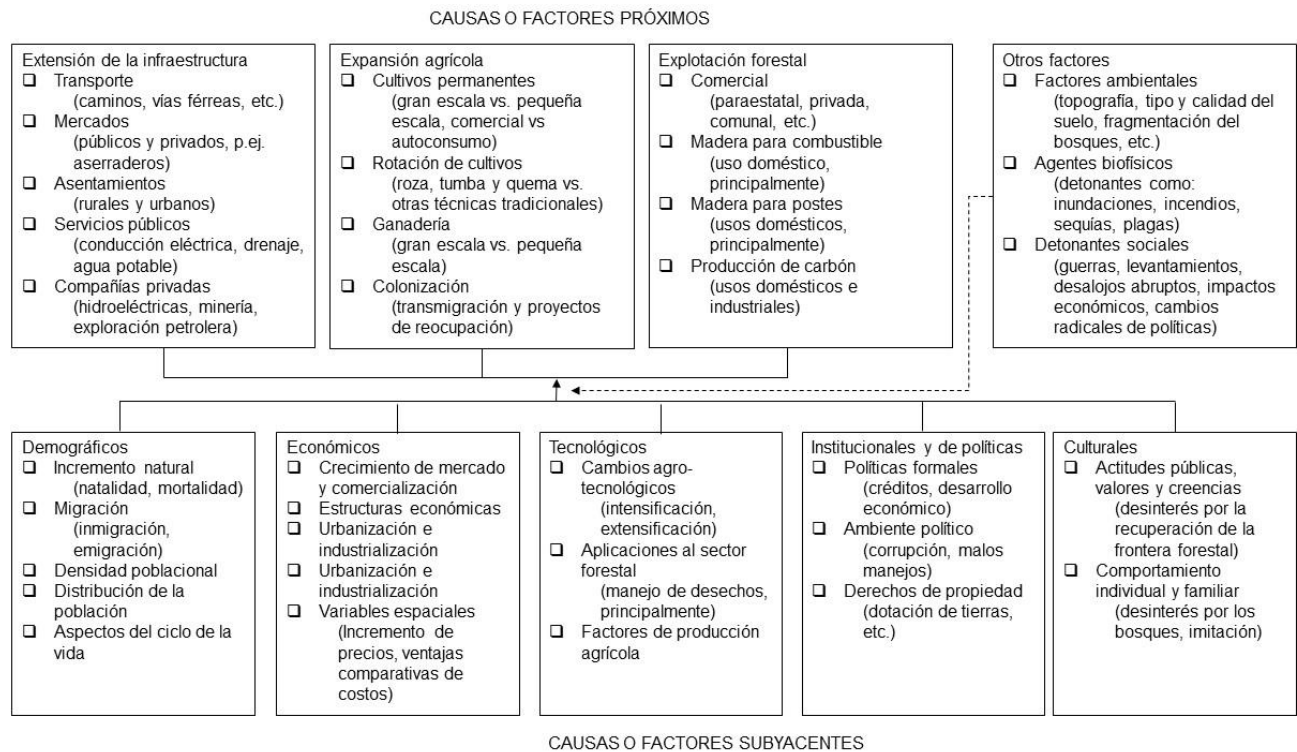 CAUSAS O FACTORES PRÓXIMOS
Extensión de la infraestructura
❑ Transporte
(caminos, vías férreas, etc.)
❑ Mercados
(públicos y privados, p.ej.
aserraderos)
❑ Asentamientos
(rurales y urbanos)
❑ Servicios públicos
(conducción eléctrica, drenaje,
agua potable)
❑ Compañías privadas
(hidroeléctricas, minería,
exploración petrolera)
Expansión agrícola
❑ Cultivos permanentes
(gran escala vs. pequeña
escala, comercial vs
autoconsumo)
❑ Rotación de cultivos
(roza, tumba y quema vs.
otras técnicas tradicionales)
❑ Ganadería
(gran escala vs. pequeña
escala)
❑ Colonización
(transmigración y proyectos
de reocupación)
Explotación forestal
❑ Comercial
(paraestatal, privada,
comunal, etc.)
❑ Madera para combustible
(uso doméstico,
principalmente)
❑ Madera para postes
(usos domésticos,
principalmente)
❑ Producción de carbón
(usos domésticos e
industriales)
Otros factores
❑ Factores ambientales
(topografía, tipo y calidad del
suelo, fragmentación del
bosques, etc.)
❑ Agentes biofísicos
(detonantes como:
inundaciones, incendios,
sequías, plagas)
❑ Detonantes sociales
(guerras, levantamientos,
desalojos abruptos, impactos
económicos, cambios
radicales de políticas)
Demográficos
❑ Incremento natural
(natalidad, mortalidad)
❑ Migración
(inmigración,
emigración)
❑ Densidad poblacional
❑ Distribución de la
población
❑ Aspectos del ciclo de la
vida
Económicos
❑ Crecimiento de mercado
y comercialización
❑ Estructuras económicas
❑ Urbanización e
industrialización
❑ Urbanización e
industrialización
❑ Variables espaciales
(Incremento de
precios, ventajas
comparativas de
costos)
Tecnológicos
❑ Cambios agro-
tecnológicos
(intensificación,
extensificación)
❑ Aplicaciones al sector
forestal
(manejo de desechos,
principalmente)
❑ Factores de producción
agrícola
Institucionales y de políticas
❑ Políticas formales
(créditos, desarrollo
económico)
❑ Ambiente político
(corrupción, malos
manejos)
❑ Derechos de propiedad
(dotación de tierras,
etc.)
Culturales
❑ Actitudes públicas,
valores y creencias
(desinterés por la
recuperación de la
frontera forestal)
❑ Comportamiento
individual y familiar
(desinterés por los
bosques, imitación)
CAUSAS O FACTORES SUBYACENTES